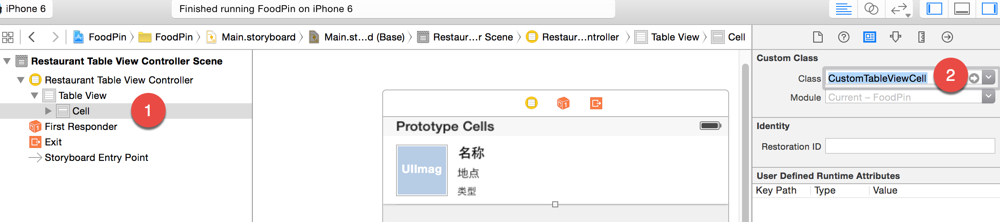 iPhone 6
Finished running FoodPin on iPhone 6
FoodPin
FoodPin
Main.storyboard
Main.st...d (Base)
Restaur...r Scene
Restaur...ntroller
Table View
Cell
Restaurant Table View Controller Scene
Restaurant Table View Controller
Table View
Cell
1
First Responder
Exit
Storyboard Entry Point
Prototype Cells
UIImag
名称
地点
类型
Custom Class
Class
CustomTableViewCell
2
Module
Current – FoodPin
Identity
Restoration ID
User Defined Runtime Attributes
Key Path
Type
Value